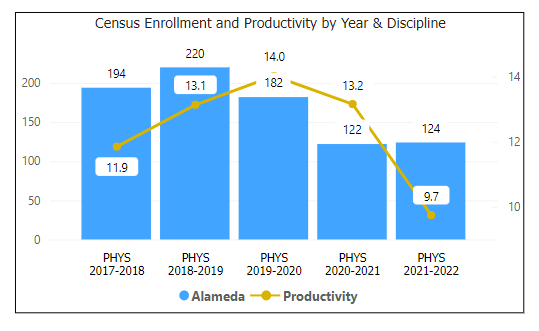 Census Enrollment and Productivity by Year & Discipline
220
14.0
194
200
13.1
182
13.2
14
150
122
124
12
100
11.9
50
9.7
10
0
PHYS
2017-2018
PHYS
2018-2019
PHYS
2019-2020
PHYS
2020-2021
PHYS
2021-2022
Alameda
Productivity